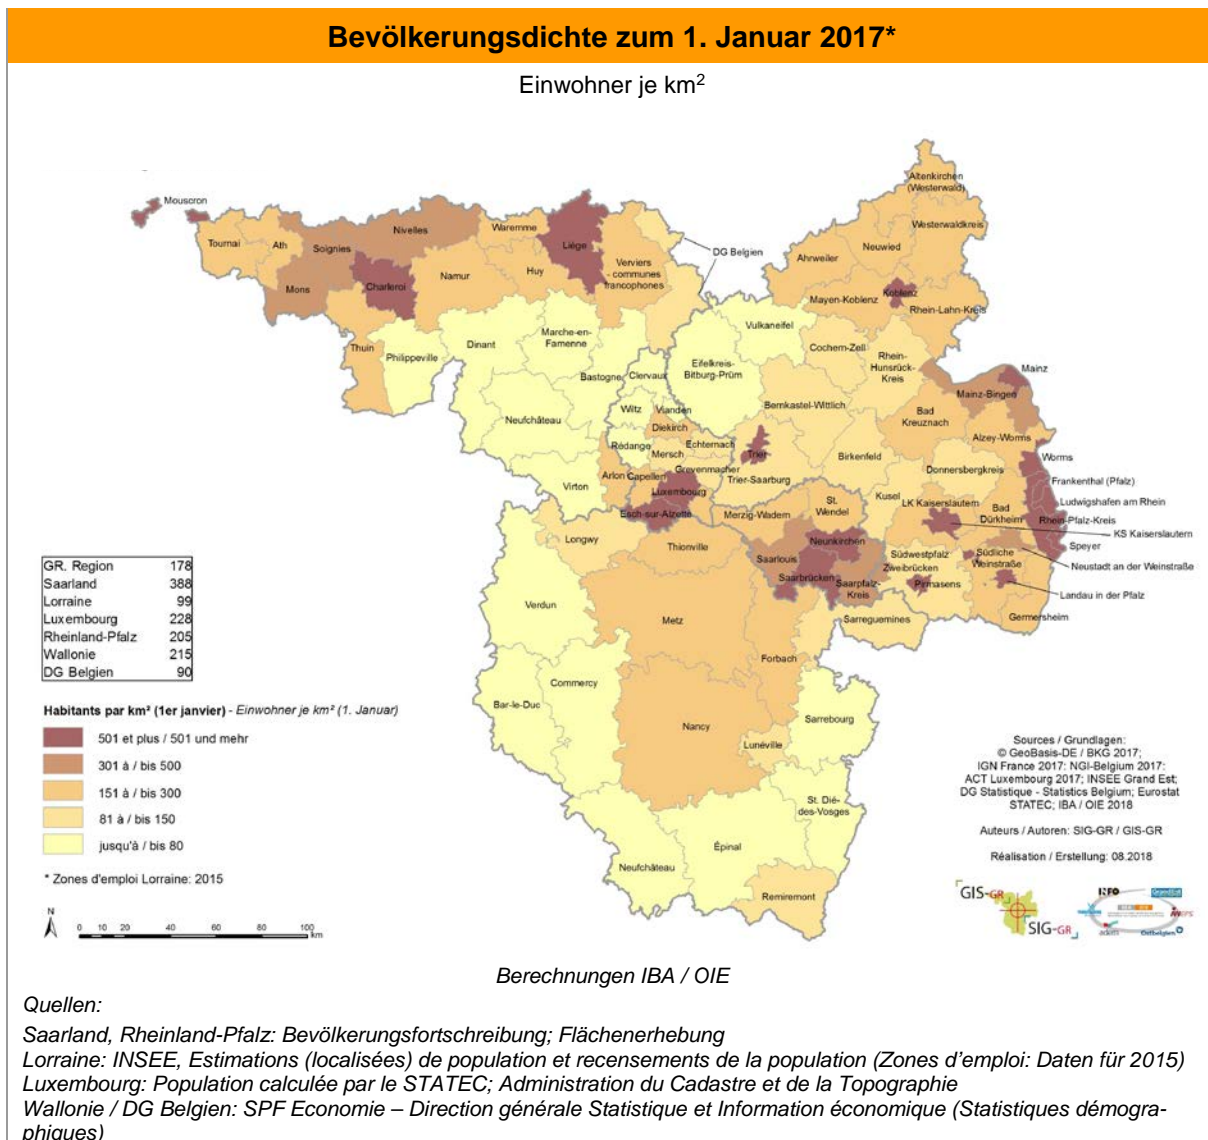 Bevölkerungsdichte zum 1. Januar 2017*
Einwohner je km²
Altenkirchen
(Westerwald)
Mouscron
Westerwaldkreis
Nivelles
Waremme
Tournai
Ath
Soignies
Liège
Neuwied
DG Belgien
Ahrweiler
Verviers
- communes
francophones
Huy
Namur
Mons
Charleroi
Koblenz
Mayen-Koblenz
Rhein-Lahn-Kreis
Vulkaneifel
Marche-en-
Famenne
Dinant
Thuin
Philippeville
Cochem-Zell
Rhein-
Hunsrück-
Kreis
Eifelkreis-
Bitburg-Prüm
Mainz
Bastogne
Clervaux
Mainz-Bingen
Wiltz
Vianden
Bernkastel-Wittlich
Bad
Kreuznach
Neufchâteau
Diekirch
Alzey-Worms
Rédange
Echternach
Mersch
Trier
Birkenfeld
Worms
Grevenmacher
Donnersbergkreis
Arlon
Capellen
Trier-Saarburg
Frankenthal (Pfalz)
Virton
Luxembourg
Kusel
LK Kaiserslautern
Ludwigshafen am Rhein
St.
Wendel
Bad
Dürkheim
Esch-sur-Alzette
Merzig-Wadern
Rhein-Pfalz-Kreis
KS Kaiserslautern
Longwy
Thionville
Neunkirchen
Speyer
Saarlouis
Südwestpfalz
Zweibrücken
Südliche
Weinstraße
Neustadt an der Weinstraße
Saarbrücken
Saarpfalz-
Kreis
Pirmasens
Landau in der Pfalz
Verdun
Metz
Sarreguemines
Germersheim
Forbach
Commercy
Bar-le-Duc
Nancy
Sarrebourg
Lunéville
St. Dié-
des-Vosges
Épinal
Neufchâteau
Remiremont
GR. Region 178
Saarland 388
Lorraine 99
Luxembourg 228
Rheinland-Pfalz 205
Wallonie 215
DG Belgien 90
Habitants par km² (1er janvier) - Einwohner je km² (1. Januar)
501 et plus / 501 und mehr
301 à / bis 500
151 à / bis 300
81 à / bis 150
jusqu'à / bis 80
* Zones d'emploi Lorraine: 2015
N
0 10 20 40 60 80 100
km
Sources / Grundlagen:
© GeoBasis-DE / BKG 2017;
IGN France 2017: NGI-Belgium 2017:
ACT Luxembourg 2017; INSEE Grand Est;
DG Statistique - Statistics Belgium; Eurostat
STATEC; IBA / OIE 2018
Auteurs / Autoren: SIG-GR / GIS-GR
Réalisation / Erstellung: 08.2018
GIS-GR
SIG-GR
Berechnungen IBA / OIE
Quellen:
Saarland, Rheinland-Pfalz: Bevölkerungsfortschreibung; Flächenerhebung
Lorraine: INSEE, Estimations (localisées) de population et recensements de la population (Zones d'emploi: Daten für 2015)
Luxembourg: Population calculée par le STATEC; Administration du Cadastre et de la Topographie
Wallonie / DG Belgien: SPF Economie – Direction générale Statistique et Information économique (Statistiques démogra-
phiques)